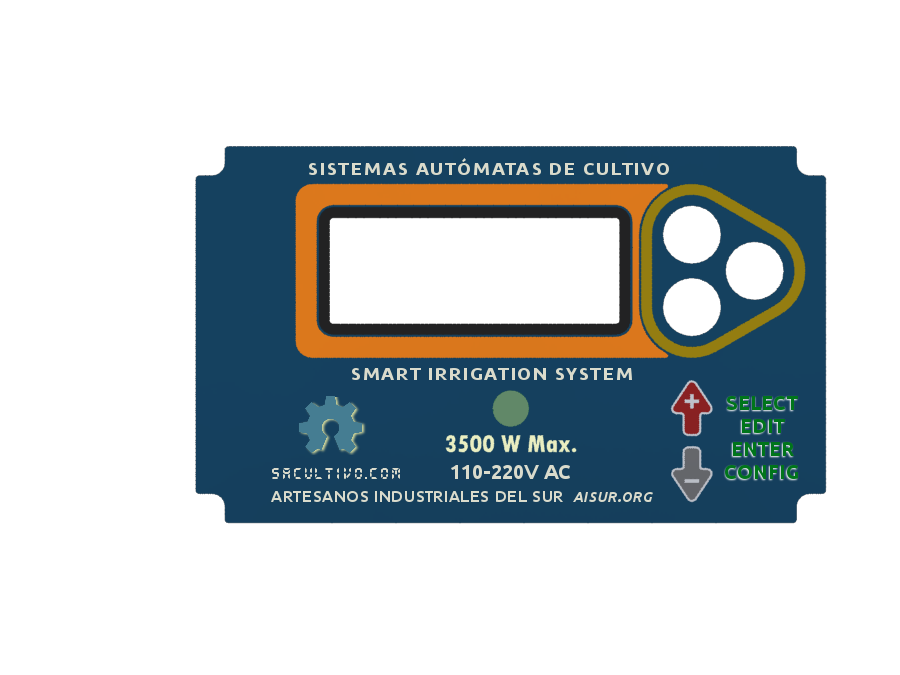 SISTEMAS AUTÓMATAS DE CULTIVO
SMART IRRIGATION SYSTEM
3500 W Max.
110-220V AC
SACULTIVO.COM
ARTESANOS INDUSTRIALES DEL SUR AISUR.ORG
+
−
SELECT
EDIT
ENTER
CONFIG